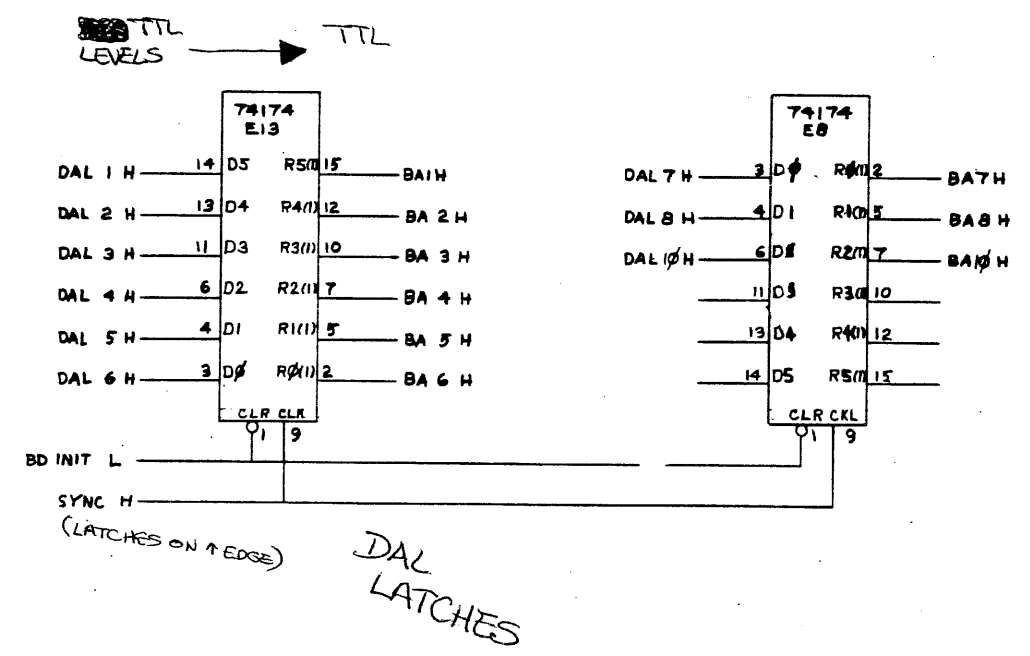 TTL TTL
LEVELS
74174
E13
DAL 1 H 14 D5 R5(1) 15 BA1H
DAL 2 H 13 D4 R4(1) 12 BA 2 H
DAL 3 H 11 D3 R3(1) 10 BA 3 H
DAL 4 H 6 D2 R2(1) 7 BA 4 H
DAL 5 H 4 D1 R1(1) 5 BA 5 H
DAL 6 H 3 DØ RØ(1) 2 BA 6 H
CLR CLK
1 9
74174
E8
DAL 7 H 3 DØ RØ(1) 2 BA7H
DAL 8 H 4 D1 R1(1) 5 BA8H
DAL 1Ø H 6 D2 R2(1) 7 BA1Ø H
11 D3 R3(1) 10
13 D4 R4(1) 12
14 D5 R5(1) 15
CLR CKL
1 9
BD INIT L
SYNC H
(LATCHES ON ↑ EDGE)
DAL
LATCHES